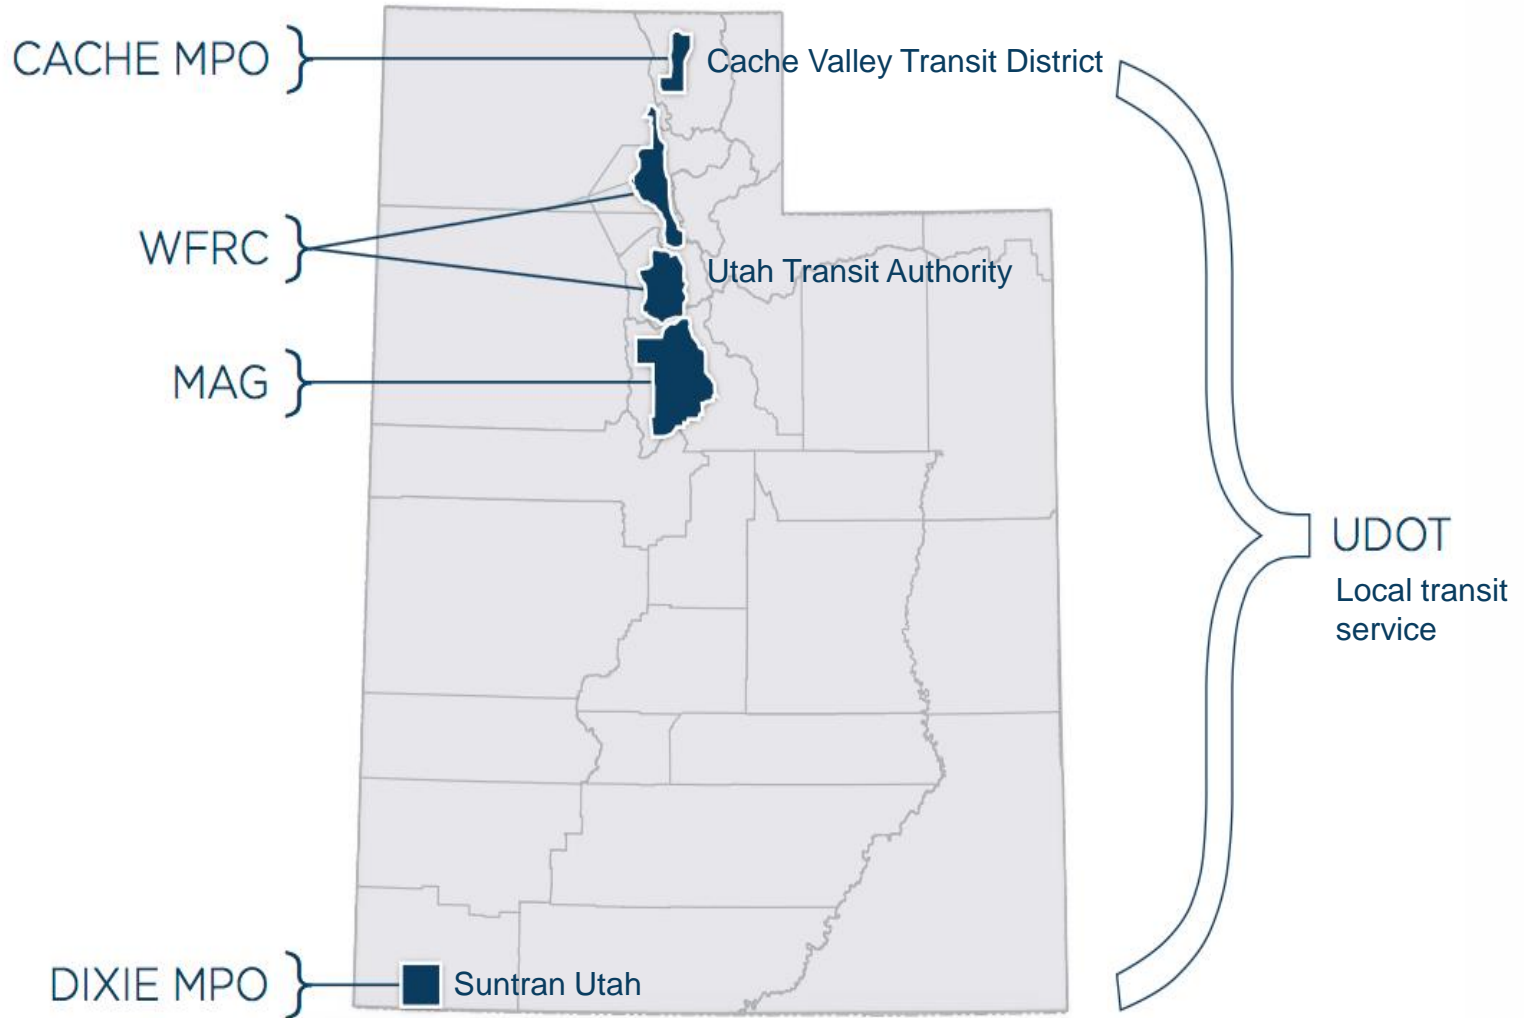 CACHE MPO
Cache Valley Transit District
WFRC
Utah Transit Authority
MAG
UDOT
Local transit
service
DIXIE MPO
Suntran Utah